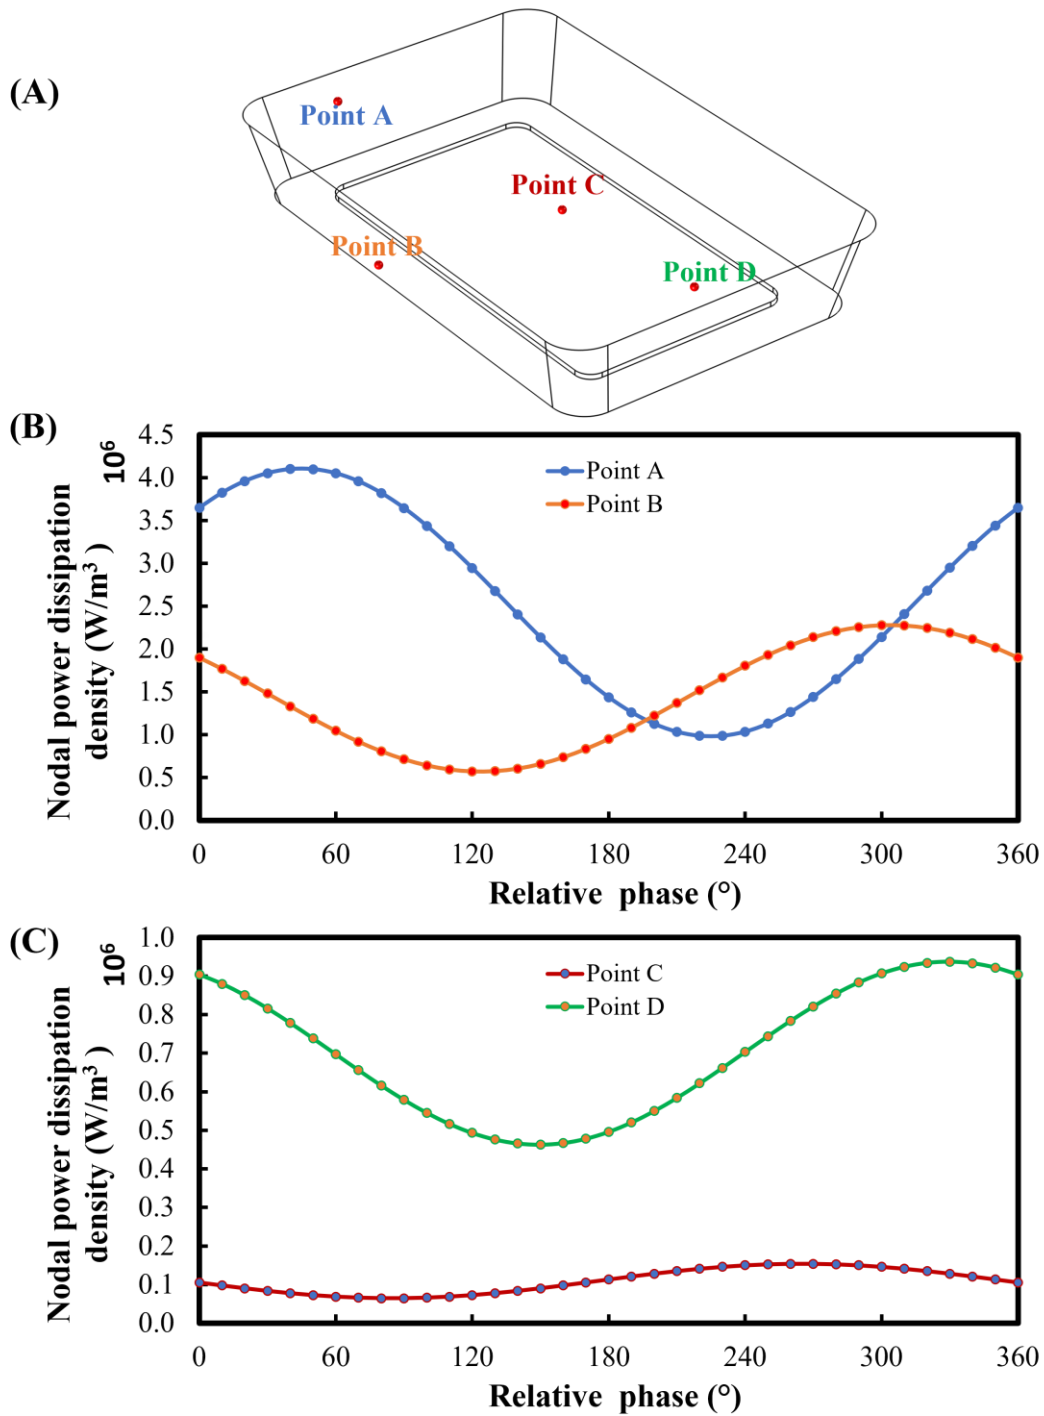 (A)
Point A
Point C
Point B
Point D
(B)
Nodal power dissipation
density (W/m³ )
10⁶
4.5
4.0
3.5
3.0
2.5
2.0
1.5
1.0
0.5
0.0
Point A
Point B
0 60 120 180 240 300 360
Relative phase (°)
(C)
Nodal power dissipation
density (W/m³ )
10⁶
1.0
0.9
0.8
0.7
0.6
0.5
0.4
0.3
0.2
0.1
0.0
Point C
Point D
0 60 120 180 240 300 360
Relative phase (°)